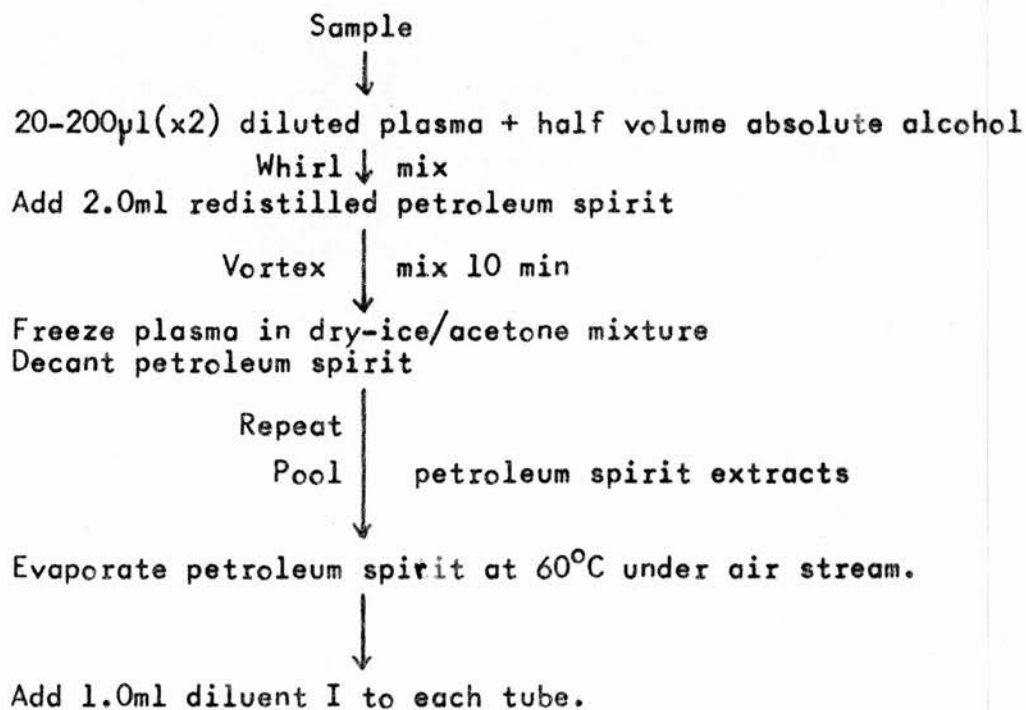 Sample
20-200µl(x2) diluted plasma + half volume absolute alcohol
Whirl mix
Add 2.0ml redistilled petroleum spirit
Vortex mix 10 min
Freeze plasma in dry-ice/acetone mixture
Decant petroleum spirit
Repeat
Pool petroleum spirit extracts
Evaporate petroleum spirit at 60°C under air stream.
Add 1.0ml diluent I to each tube.